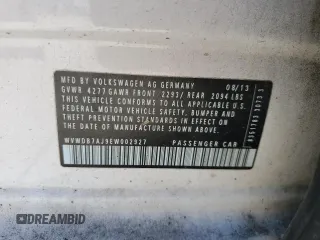 MFD BY VOLKSWAGEN AG GERMANY 08/13
GVWR 4277 GAWR FRONT 2293/ REAR 2094 LBS
THIS VEHICLE CONFORMS TO ALL APPLICABLE U.S.
FEDERAL MOTOR VEHICLE SAFETY, BUMPER, AND
THEFT PREVENTION STANDARDS IN EFFECT ON THE
DATE OF MANUFACTURE SHOWN ABOVE.
WVWDB7AJ9EW002927 PASSENGER CAR
DREAMBID